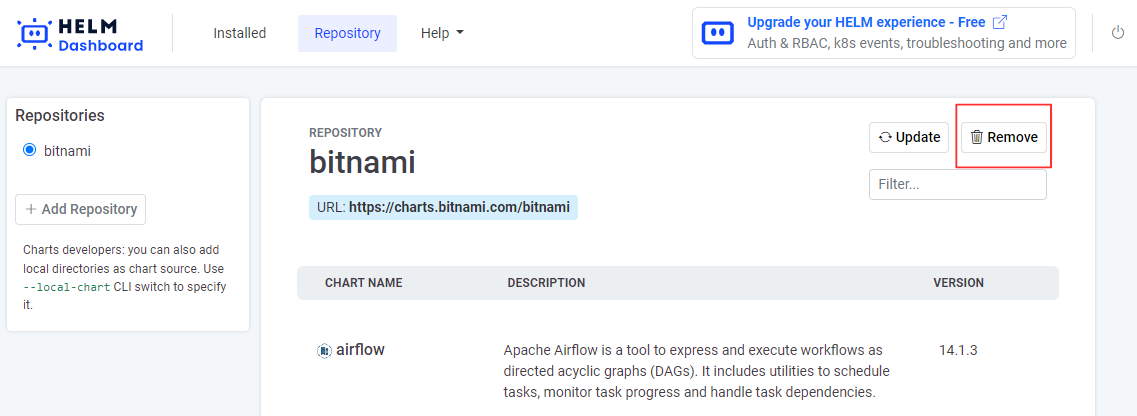 HELM
Dashboard
Installed
Repository
Help
Upgrade your HELM experience - Free
Auth & RBAC, k8s events, troubleshooting and more
Repositories
bitnami
+ Add Repository
Charts developers: you can also add
local directories as chart source. Use
--local-chart CLI switch to specify
it.
REPOSITORY
bitnami
URL: https://charts.bitnami.com/bitnami
Update
Remove
Filter...
CHART NAME
DESCRIPTION
VERSION
airflow
Apache Airflow is a tool to express and execute workflows as
directed acyclic graphs (DAGs). It includes utilities to schedule
tasks, monitor task progress and handle task dependencies.
14.1.3